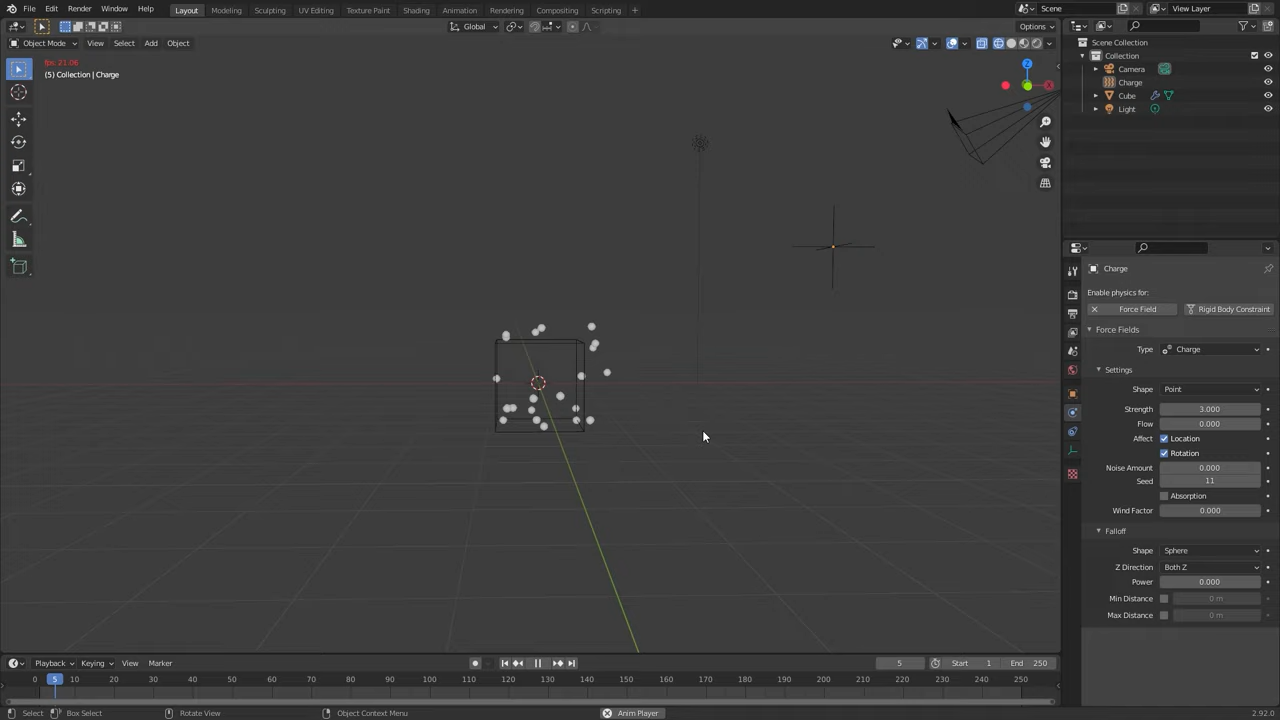 File Edit Render Window Help
Layout Modeling Sculpting UV Editing Texture Paint Shading Animation Rendering Compositing Scripting +
Scene
View Layer
Global
Options
Object Mode View Select Add Object
fps: 21.06
(5) Collection | Charge
Z
X
Scene Collection
Collection
Camera
Charge
Cube
Light
Charge
Enable physics for:
Force Field
Rigid Body Constraint
Force Fields
Type Charge
Settings
Shape Point
Strength 3.000
Flow 0.000
Affect Location
Rotation
Noise Amount 0.000
Seed 11
Absorption
Wind Factor 0.000
Falloff
Shape Sphere
Z Direction Both Z
Power 0.000
Min Distance 0 m
Max Distance 0 m
Playback Keying View Marker
5
Start 1 End 250
0 5 10 20 30 40 50 60 70 80 90 100 110 120 130 140 150 160 170 180 190 200 210 220 230 240 250
Select Box Select Rotate View Object Context Menu Anim Player 2.92.0